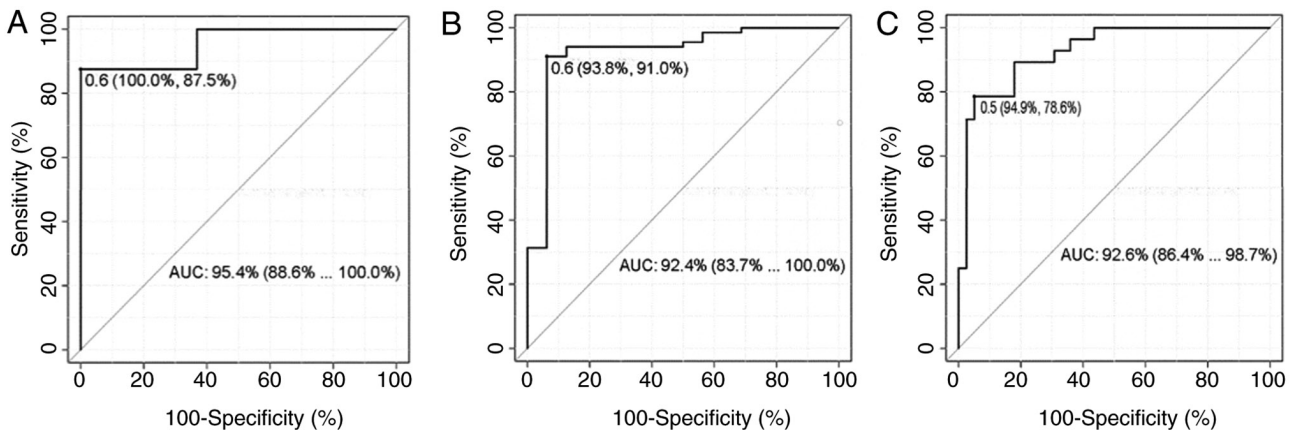 A
100
80
60
40
20
0
Sensitivity (%)
0.6 (100.0%, 87.5%)
AUC: 95.4% (88.6% ... 100.0%)
0 20 40 60 80 100
100-Specificity (%)
B
100
80
60
40
20
0
Sensitivity (%)
0.6 (93.8%, 91.0%)
AUC: 92.4% (83.7% ... 100.0%)
0 20 40 60 80 100
100-Specificity (%)
C
100
80
60
40
20
0
Sensitivity (%)
0.5 (94.9%, 78.6%)
AUC: 92.6% (86.4% ... 98.7%)
0 20 40 60 80 100
100-Specificity (%)